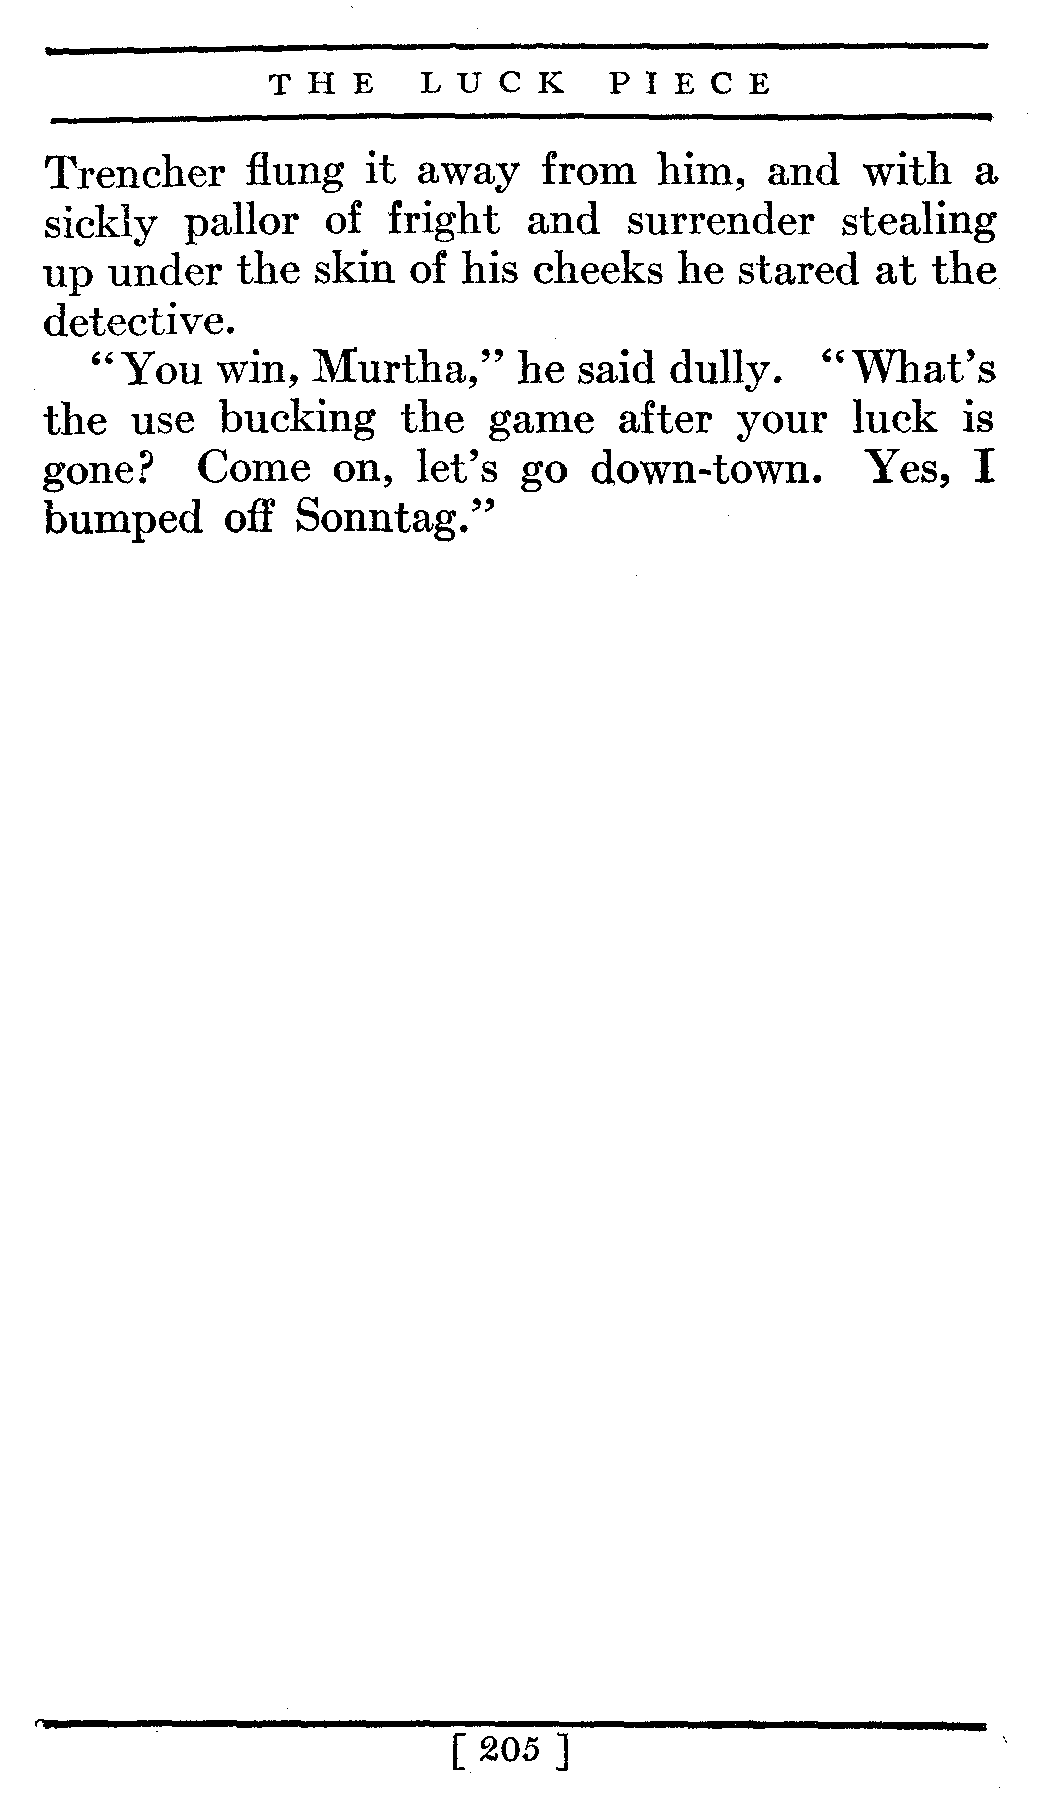 THE LUCK PIECE
Trencher flung it away from him, and with a
sickly pallor of fright and surrender stealing
up under the skin of his cheeks he stared at the
detective.
“You win, Murtha,” he said dully. “What’s
the use bucking the game after your luck is
gone? Come on, let’s go down-town. Yes, I
bumped off Sonntag.”
[ 205 ]